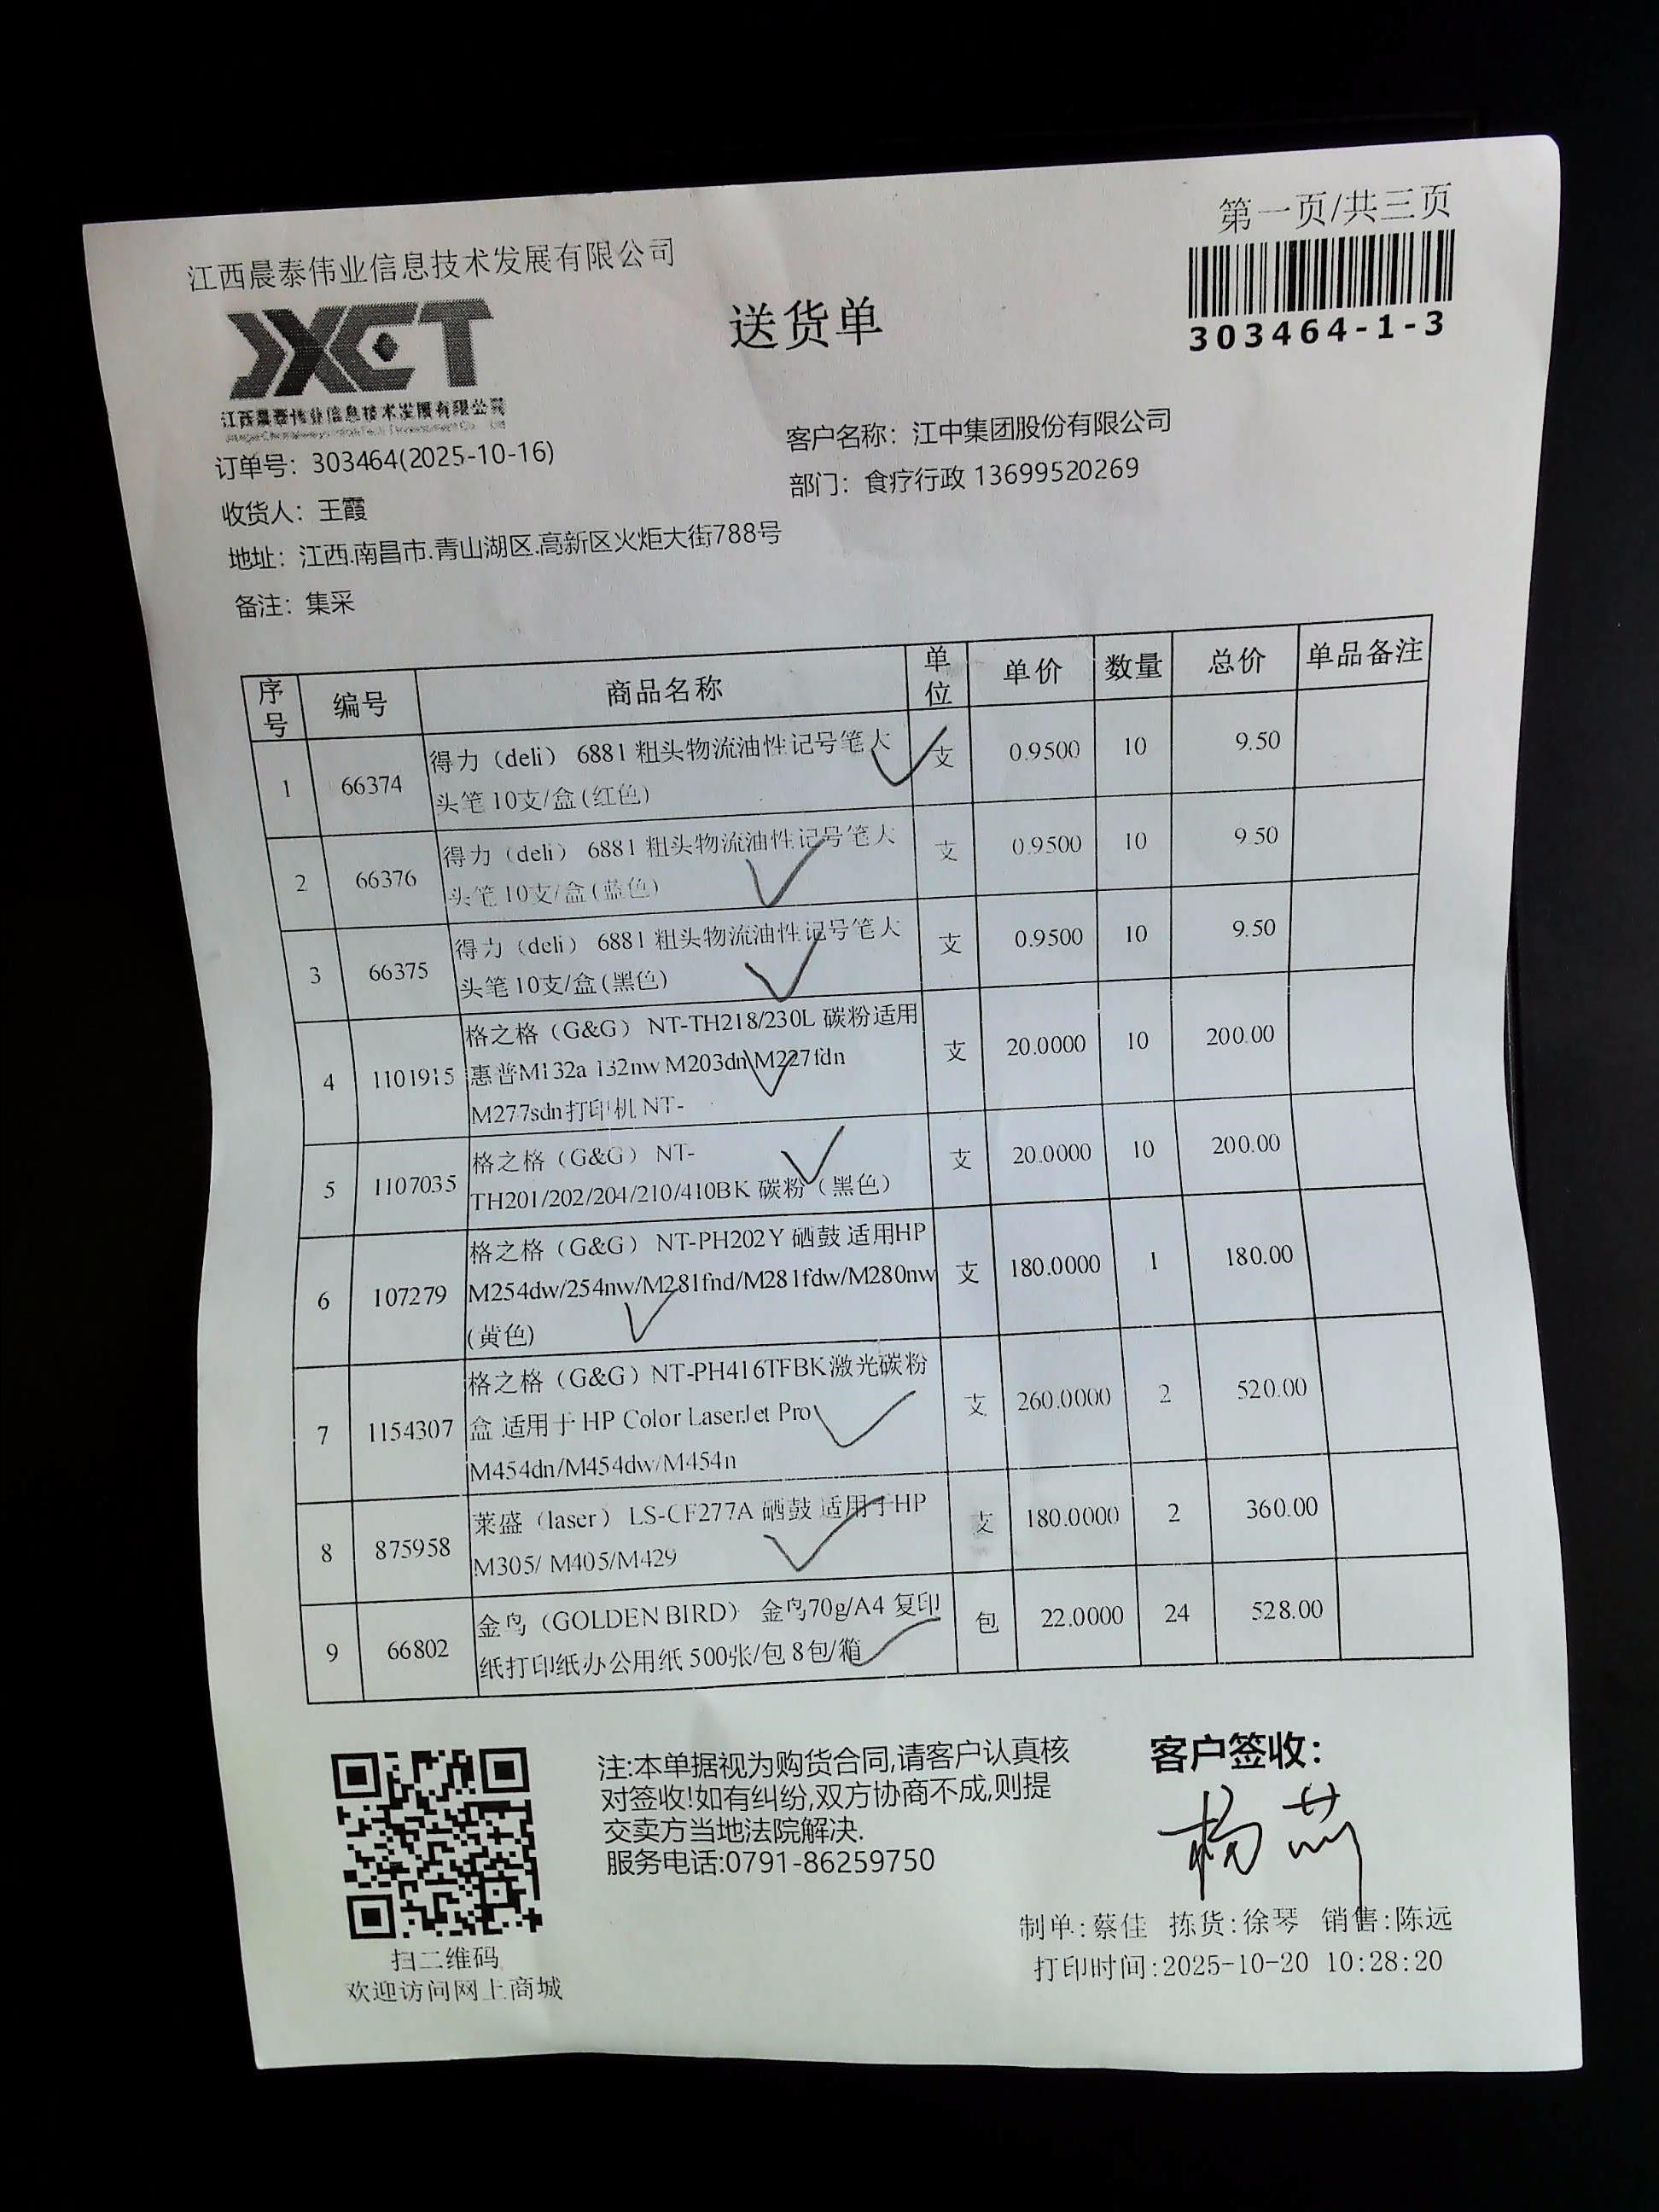 第一页/共三页
江西晨泰伟业信息技术发展有限公司
303464-1-3
JXCT
江西晨泰伟业信息技术发展有限公司
送货单
订单号：303464(2025-10-16)
客户名称：江中集团股份有限公司
收货人：王霞
部门：食疗行政 13699520269
地址：江西.南昌市.青山湖区.高新区火炬大街788号
备注：集采
序号 编号 商品名称 单位 单价 数量 总价 单品备注
1 66374 得力（deli） 6881 粗头物流油性记号笔大 支 0.9500 10 9.50
头笔 10支/盒(红色)
2 66376 得力（deli） 6881 粗头物流油性记号笔大 支 0.9500 10 9.50
头笔 10支/盒(蓝色)
3 66375 得力（deli） 6881 粗头物流油性记号笔大 支 0.9500 10 9.50
头笔 10支/盒(黑色)
4 1101915 格之格（G&G） NT-TH218/230L 碳粉适用 支 20.0000 10 200.00
惠普M132a 132nw M203dn M227fdn
M277sdn打印机 NT-
5 1107035 格之格（G&G） NT- 支 20.0000 10 200.00
TH201/202/204/210/410BK 碳粉（黑色）
6 107279 格之格（G&G） NT-PH202Y 硒鼓 适用HP 支 180.0000 1 180.00
M254dw/254nw/M281fnd/M281fdw/M280nw
(黄色)
7 1154307 格之格（G&G）NT-PH416TFBK激光碳粉 支 260.0000 2 520.00
盒 适用于 HP Color LaserJet Pro
M454dn/M454dw/M454n
8 875958 莱盛（laser） LS-CF277A 硒鼓 适用于HP 支 180.0000 2 360.00
M305/ M405/M429
9 66802 金鸟（GOLDEN BIRD） 金鸟70g/A4 复印 包 22.0000 24 528.00
纸打印纸办公用纸 500张/包 8包/箱
注:本单据视为购货合同,请客户认真核
对签收!如有纠纷,双方协商不成,则提
交卖方当地法院解决.
服务电话:0791-86259750
客户签收：
扫二维码
欢迎访问网上商城
制单:蔡佳 拣货:徐琴 销售:陈远
打印时间:2025-10-20 10:28:20